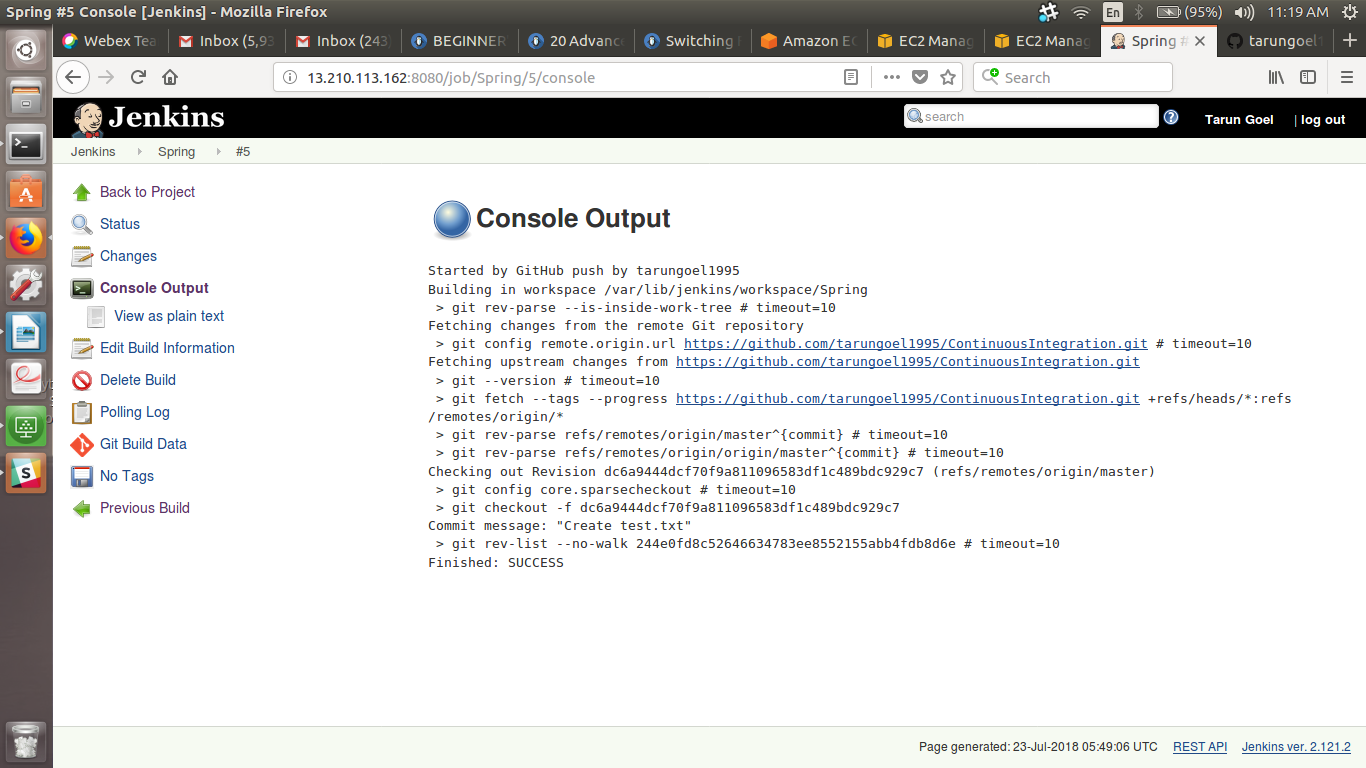 Spring #5 Console [Jenkins] - Mozilla Firefox
En
(95%)
11:19 AM
Webex Tea
Inbox (5,93
Inbox (243
BEGINNER
20 Advanc
Switching
Amazon EC
EC2 Manag
EC2 Manag
Spring #
tarungoel1
13.210.113.162:8080/job/Spring/5/console
Search
Jenkins
search
Tarun Goel
| log out
Jenkins
Spring
#5
Back to Project
Status
Changes
Console Output
View as plain text
Edit Build Information
Delete Build
Polling Log
Git Build Data
No Tags
Previous Build
Console Output
Started by GitHub push by tarungoel1995
Building in workspace /var/lib/jenkins/workspace/Spring
> git rev-parse --is-inside-work-tree # timeout=10
Fetching changes from the remote Git repository
> git config remote.origin.url https://github.com/tarungoel1995/ContinuousIntegration.git # timeout=10
Fetching upstream changes from https://github.com/tarungoel1995/ContinuousIntegration.git
> git --version # timeout=10
> git fetch --tags --progress https://github.com/tarungoel1995/ContinuousIntegration.git +refs/heads/*:refs
/remotes/origin/*
> git rev-parse refs/remotes/origin/master^{commit} # timeout=10
> git rev-parse refs/remotes/origin/origin/master^{commit} # timeout=10
Checking out Revision dc6a9444dcf70f9a811096583df1c489bdc929c7 (refs/remotes/origin/master)
> git config core.sparsecheckout # timeout=10
> git checkout -f dc6a9444dcf70f9a811096583df1c489bdc929c7
Commit message: "Create test.txt"
> git rev-list --no-walk 244e0fd8c52646634783ee8552155abb4fdb8d6e # timeout=10
Finished: SUCCESS
Page generated: 23-Jul-2018 05:49:06 UTC
REST API
Jenkins ver. 2.121.2